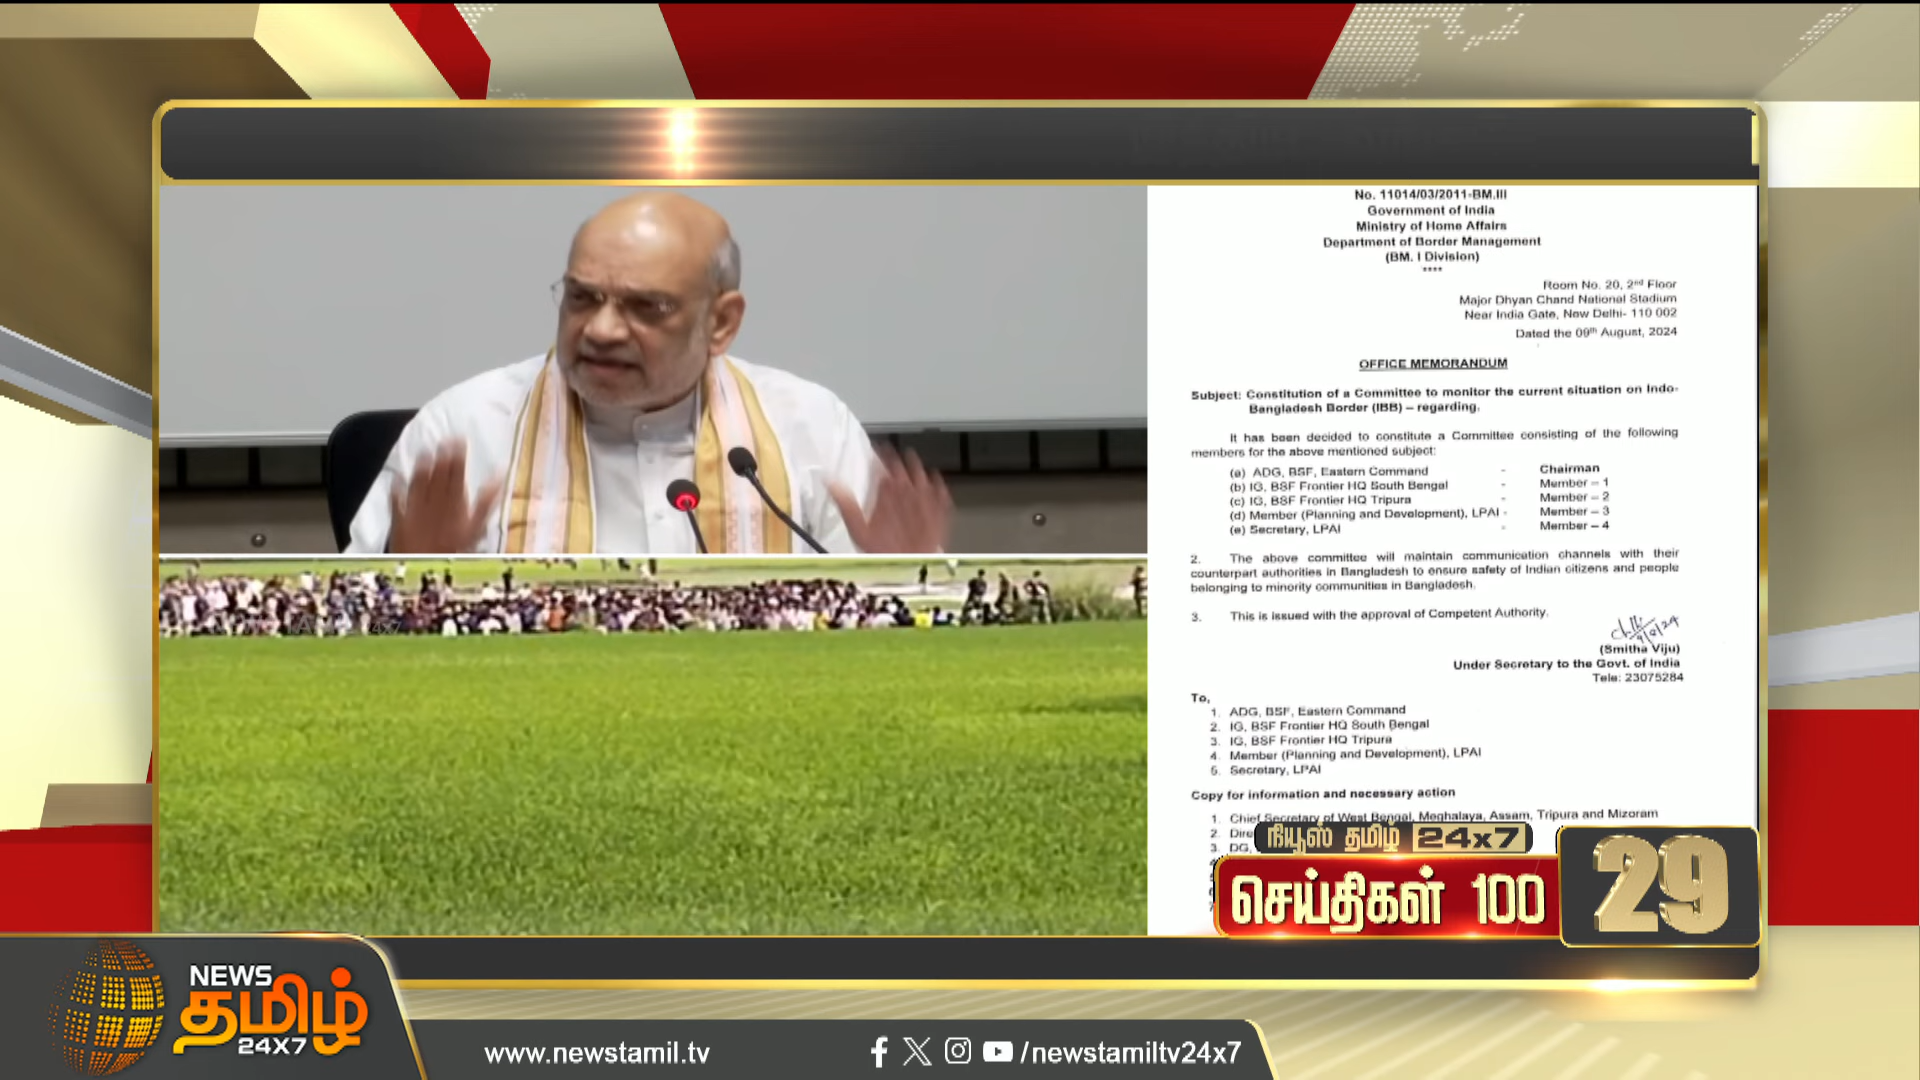 No. 11014/03/2011-BM.III
Government of India
Ministry of Home Affairs
Department of Border Management
(BM. I Division)
****
Room No. 20, 2nd Floor
Major Dhyan Chand National Stadium
Near India Gate, New Delhi- 110 002
Dated the 09th August, 2024
OFFICE MEMORANDUM
Subject: Constitution of a Committee to monitor the current situation on Indo-
Bangladesh Border (IBB) – regarding.
It has been decided to constitute a Committee consisting of the following
members for the above mentioned subject:
(a) ADG, BSF, Eastern Command - Chairman
(b) IG, BSF Frontier HQ South Bengal - Member – 1
(c) IG, BSF Frontier HQ Tripura - Member – 2
(d) Member (Planning and Development), LPAI - Member – 3
(e) Secretary, LPAI - Member – 4
2. The above committee will maintain communication channels with their
counterpart authorities in Bangladesh to ensure safety of Indian citizens and people
belonging to minority communities in Bangladesh.
3. This is issued with the approval of Competent Authority.
9/8/24
(Smitha Viju)
Under Secretary to the Govt. of India
Tele: 23075284
To,
1. ADG, BSF, Eastern Command
2. IG, BSF Frontier HQ South Bengal
3. IG, BSF Frontier HQ Tripura
4. Member (Planning and Development), LPAI
5. Secretary, LPAI
Copy for information and necessary action
1. Chief Secretary of West Bengal, Meghalaya, Assam, Tripura and Mizoram
2.
3. DG,
நியூஸ் தமிழ் 24x7
செய்திகள் 100
29
NEWS
தமிழ்
24X7
www.newstamil.tv
/newstamiltv24x7